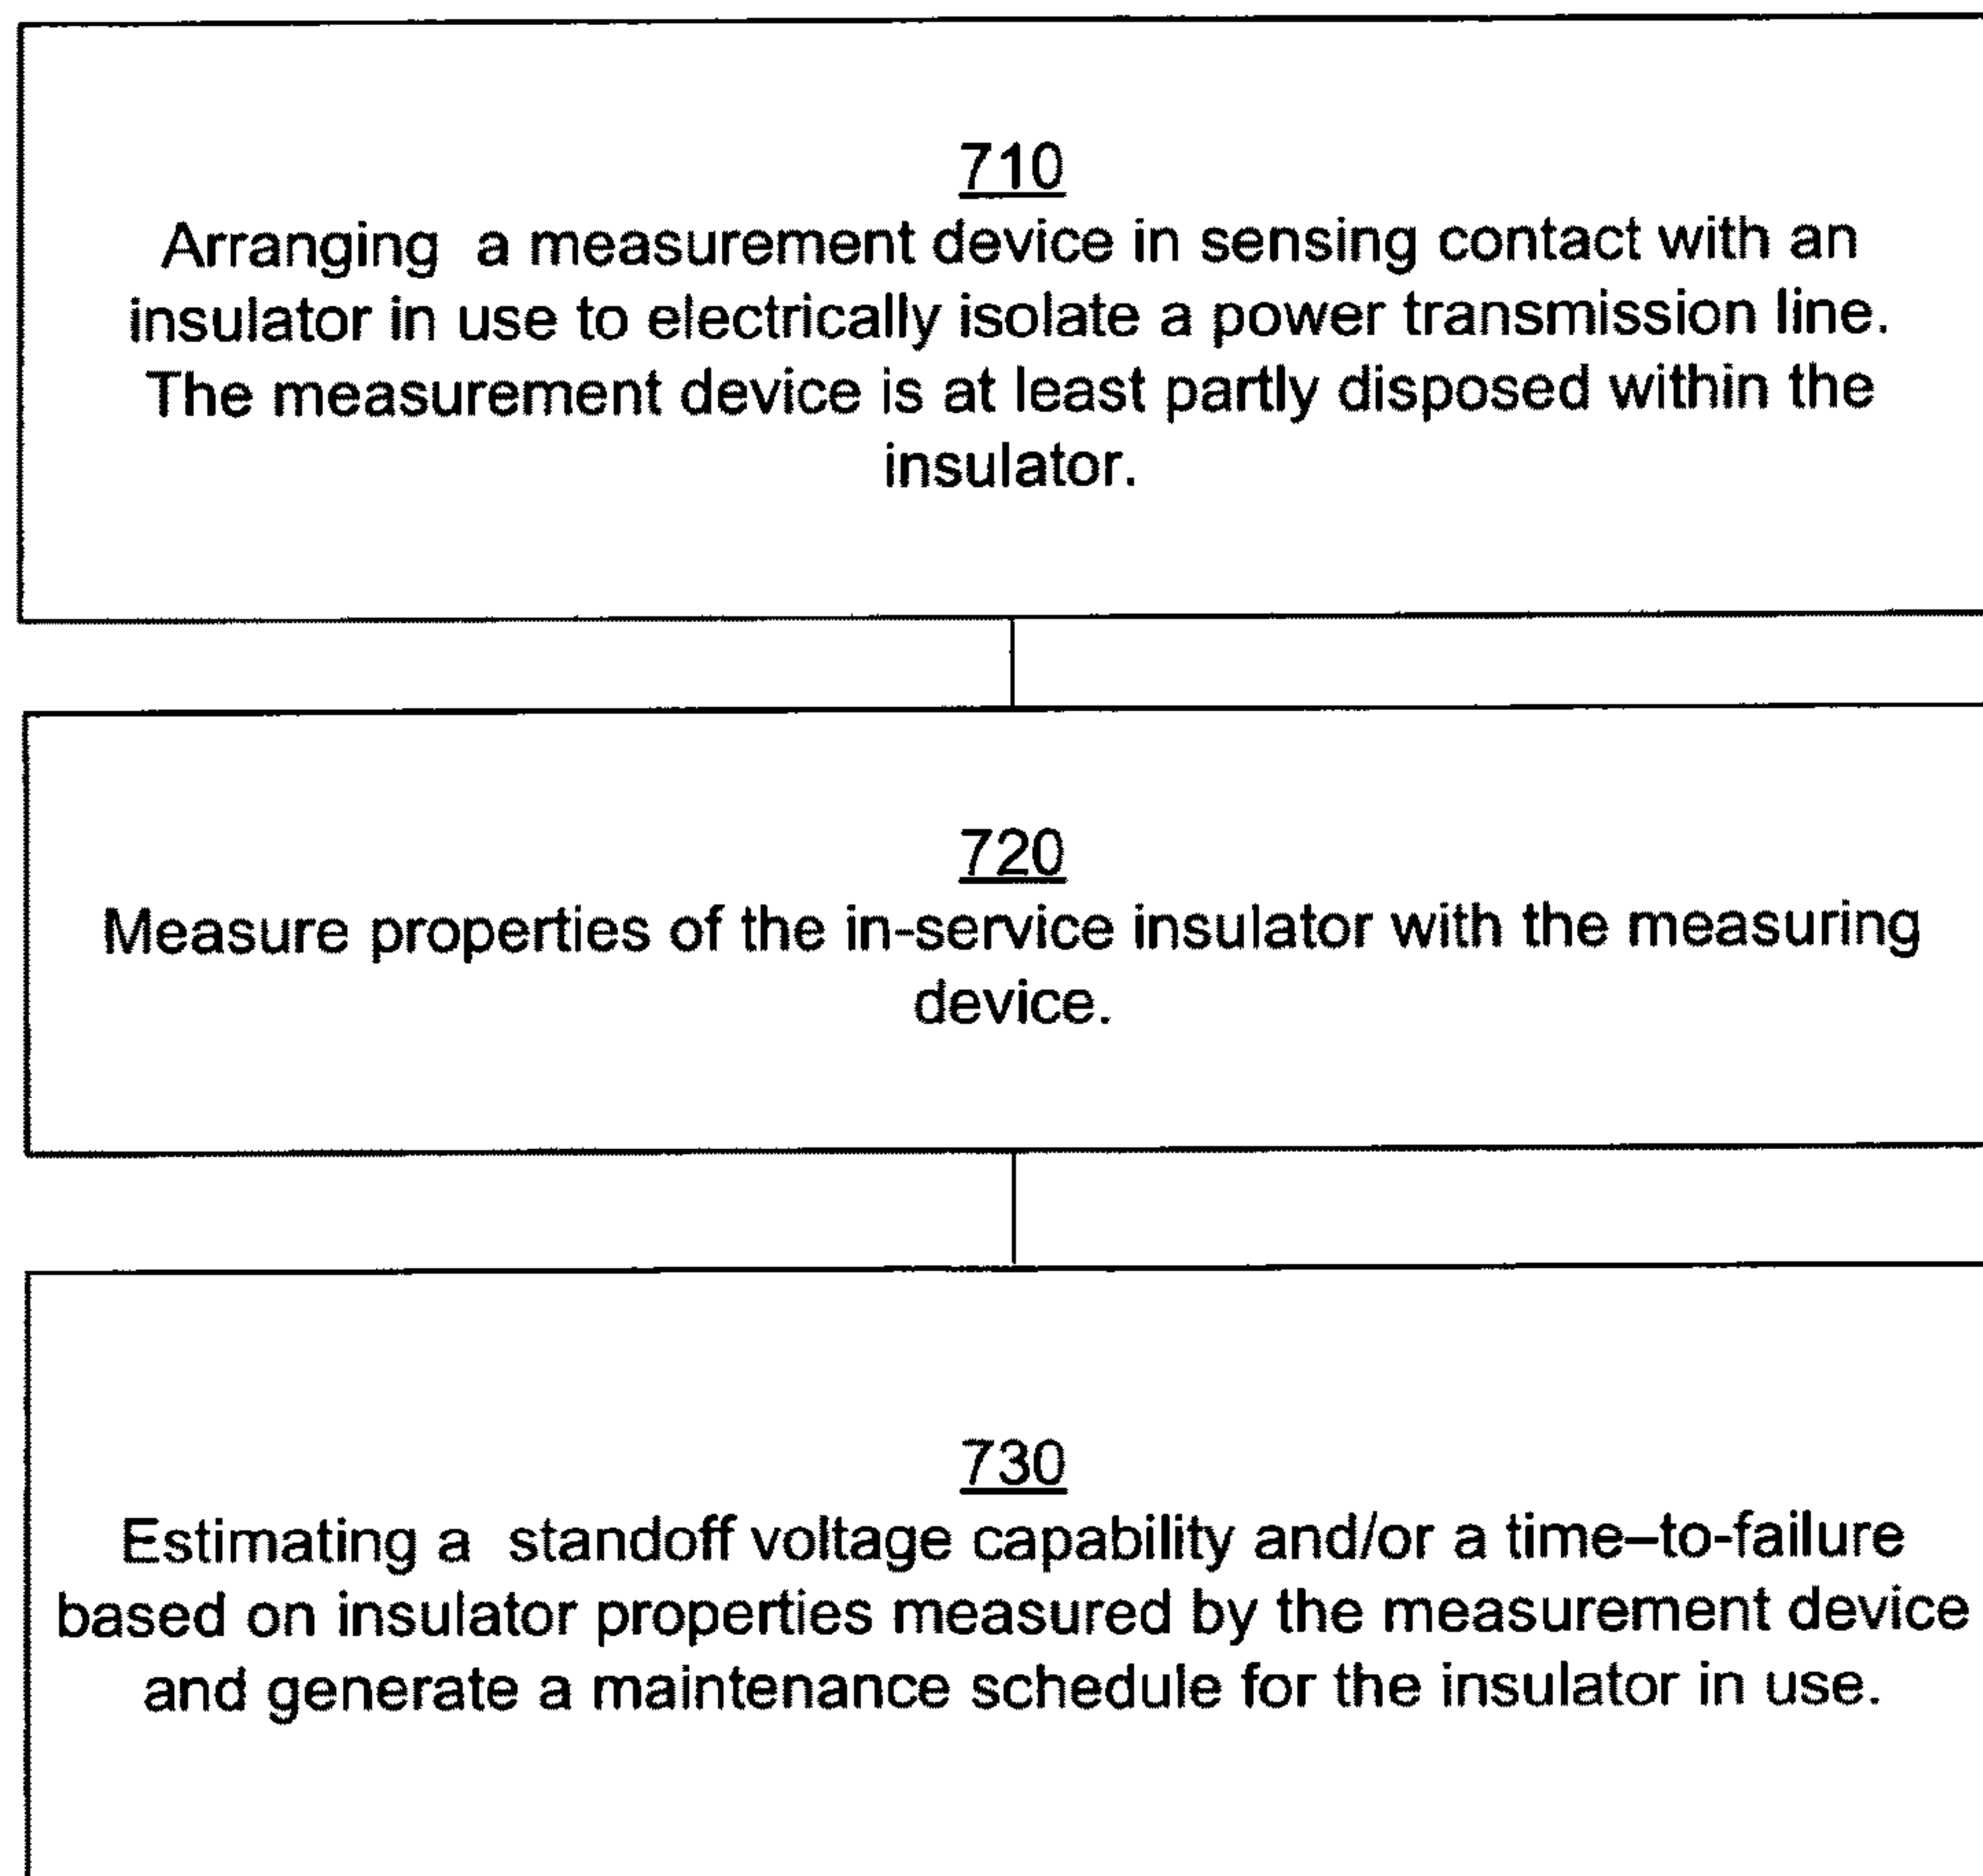 710
Arranging a measurement device in sensing contact with an
insulator in use to electrically isolate a power transmission line.
The measurement device is at least partly disposed within the
insulator.
720
Measure properties of the in-service insulator with the measuring
device.
730
Estimating a standoff voltage capability and/or a time–to-failure
based on insulator properties measured by the measurement device
and generate a maintenance schedule for the insulator in use.